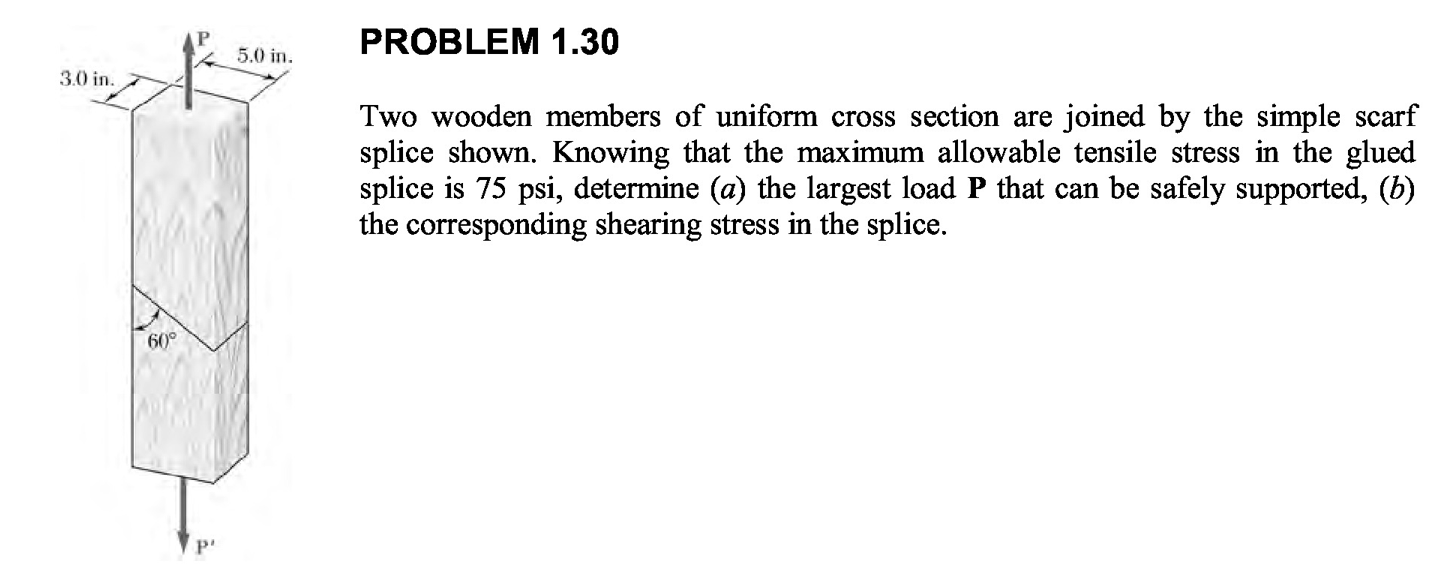 P
5.0 in.
3.0 in.
60°
P'
PROBLEM 1.30
Two wooden members of uniform cross section are joined by the simple scarf
splice shown. Knowing that the maximum allowable tensile stress in the glued
splice is 75 psi, determine (a) the largest load P that can be safely supported, (b)
the corresponding shearing stress in the splice.